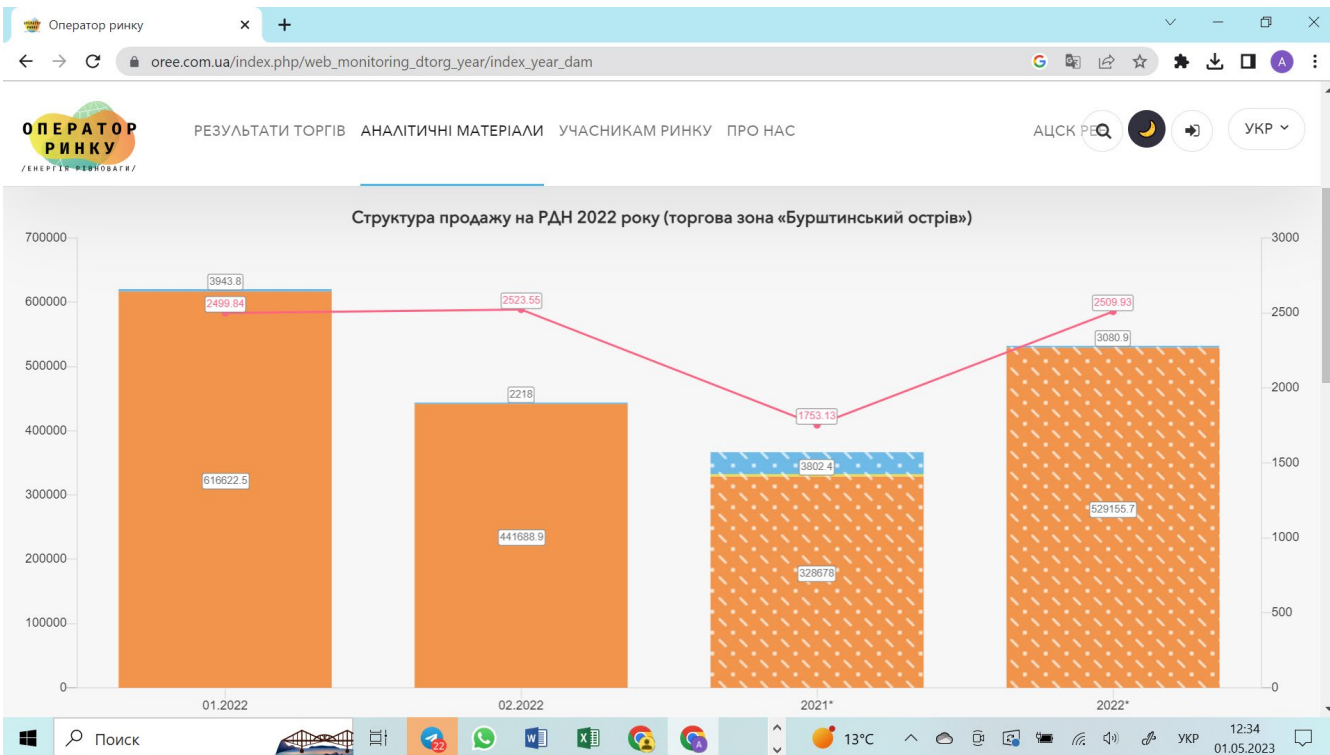 Оператор ринку
oree.com.ua/index.php/web_monitoring_dtorg_year/index_year_dam
A
ОПЕРАТОР
РИНКУ
/ЕНЕРГІЯ РІВНОВАГИ/
РЕЗУЛЬТАТИ ТОРГІВ АНАЛІТИЧНІ МАТЕРІАЛИ УЧАСНИКАМ РИНКУ ПРО НАС
АЦСК
УКР
Структура продажу на РДН 2022 року (торгова зона «Бурштинський острів»)
700000
600000
500000
400000
300000
200000
100000
0
3943.8
2499.84
616622.5
2523.55
2218
441688.9
1753.13
3802.4
328678
2509.93
3080.9
529155.7
3000
2500
2000
1500
1000
500
0
01.2022 02.2022 2021* 2022*
Поиск
22
13°C
УКР
12:34
01.05.2023